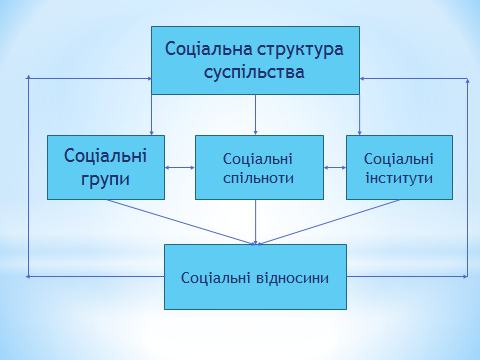 Соціальна структура
суспільства
Соціальні
групи
Соціальні
спільноти
Соціальні
інститути
Соціальні відносини